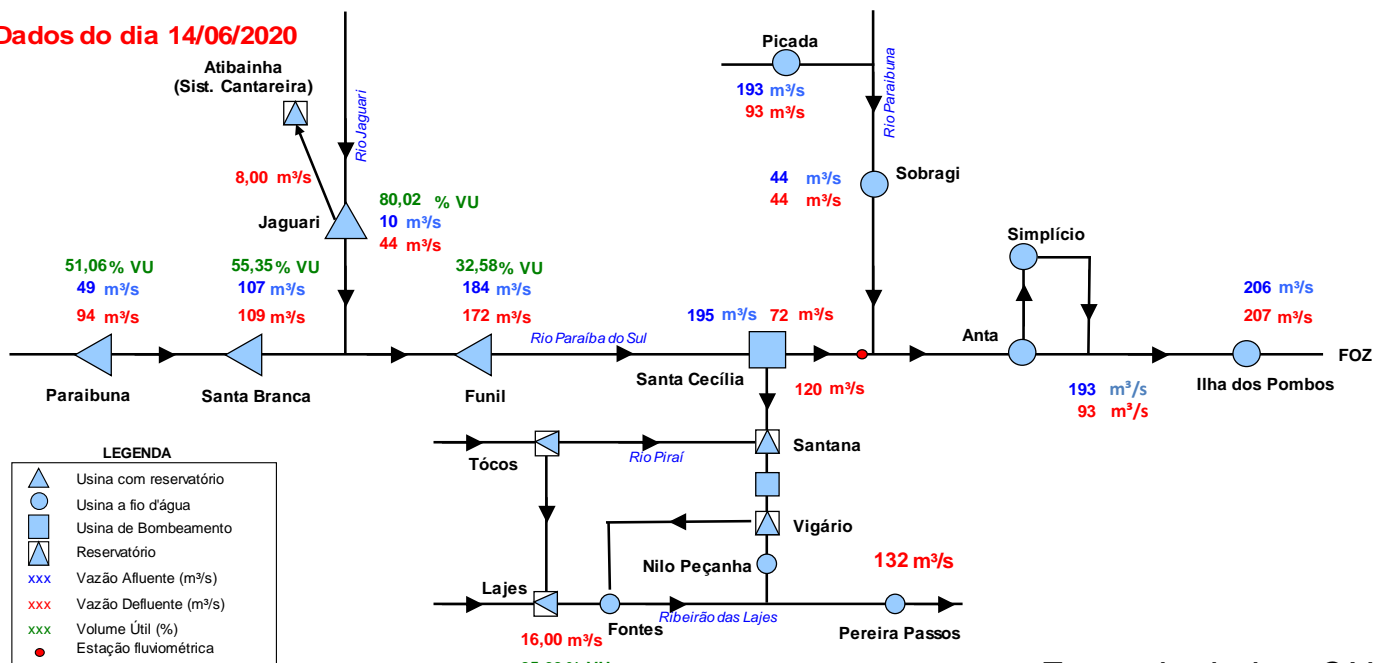 Dados do dia 14/06/2020
Atibainha
(Sist. Cantareira)
Rio Jaguari
8,00 m³/s
Jaguari
80,02 % VU
10 m³/s
44 m³/s
Picada
193 m³/s
93 m³/s
Rio Paraibuna
44 m³/s
44 m³/s
Sobragi
51,06% VU
49 m³/s
94 m³/s
Paraibuna
55,35% VU
107 m³/s
109 m³/s
Santa Branca
32,58% VU
184 m³/s
172 m³/s
Funil
Rio Paraíba do Sul
195 m³/s 72 m³/s
Santa Cecília
120 m³/s
Simplício
Anta
193 m³/s
93 m³/s
206 m³/s
207 m³/s
Ilha dos Pombos
FOZ
Tócos
Rio Piraí
Santana
Vigário
Nilo Peçanha
132 m³/s
Lajes
16,00 m³/s
Fontes
Ribeirão das Lajes
Pereira Passos
LEGENDA
Usina com reservatório
Usina a fio d'água
Usina de Bombeamento
Reservatório
xxx Vazão Afluente (m³/s)
xxx Vazão Defluente (m³/s)
xxx Volume Útil (%)
Estação fluviométrica